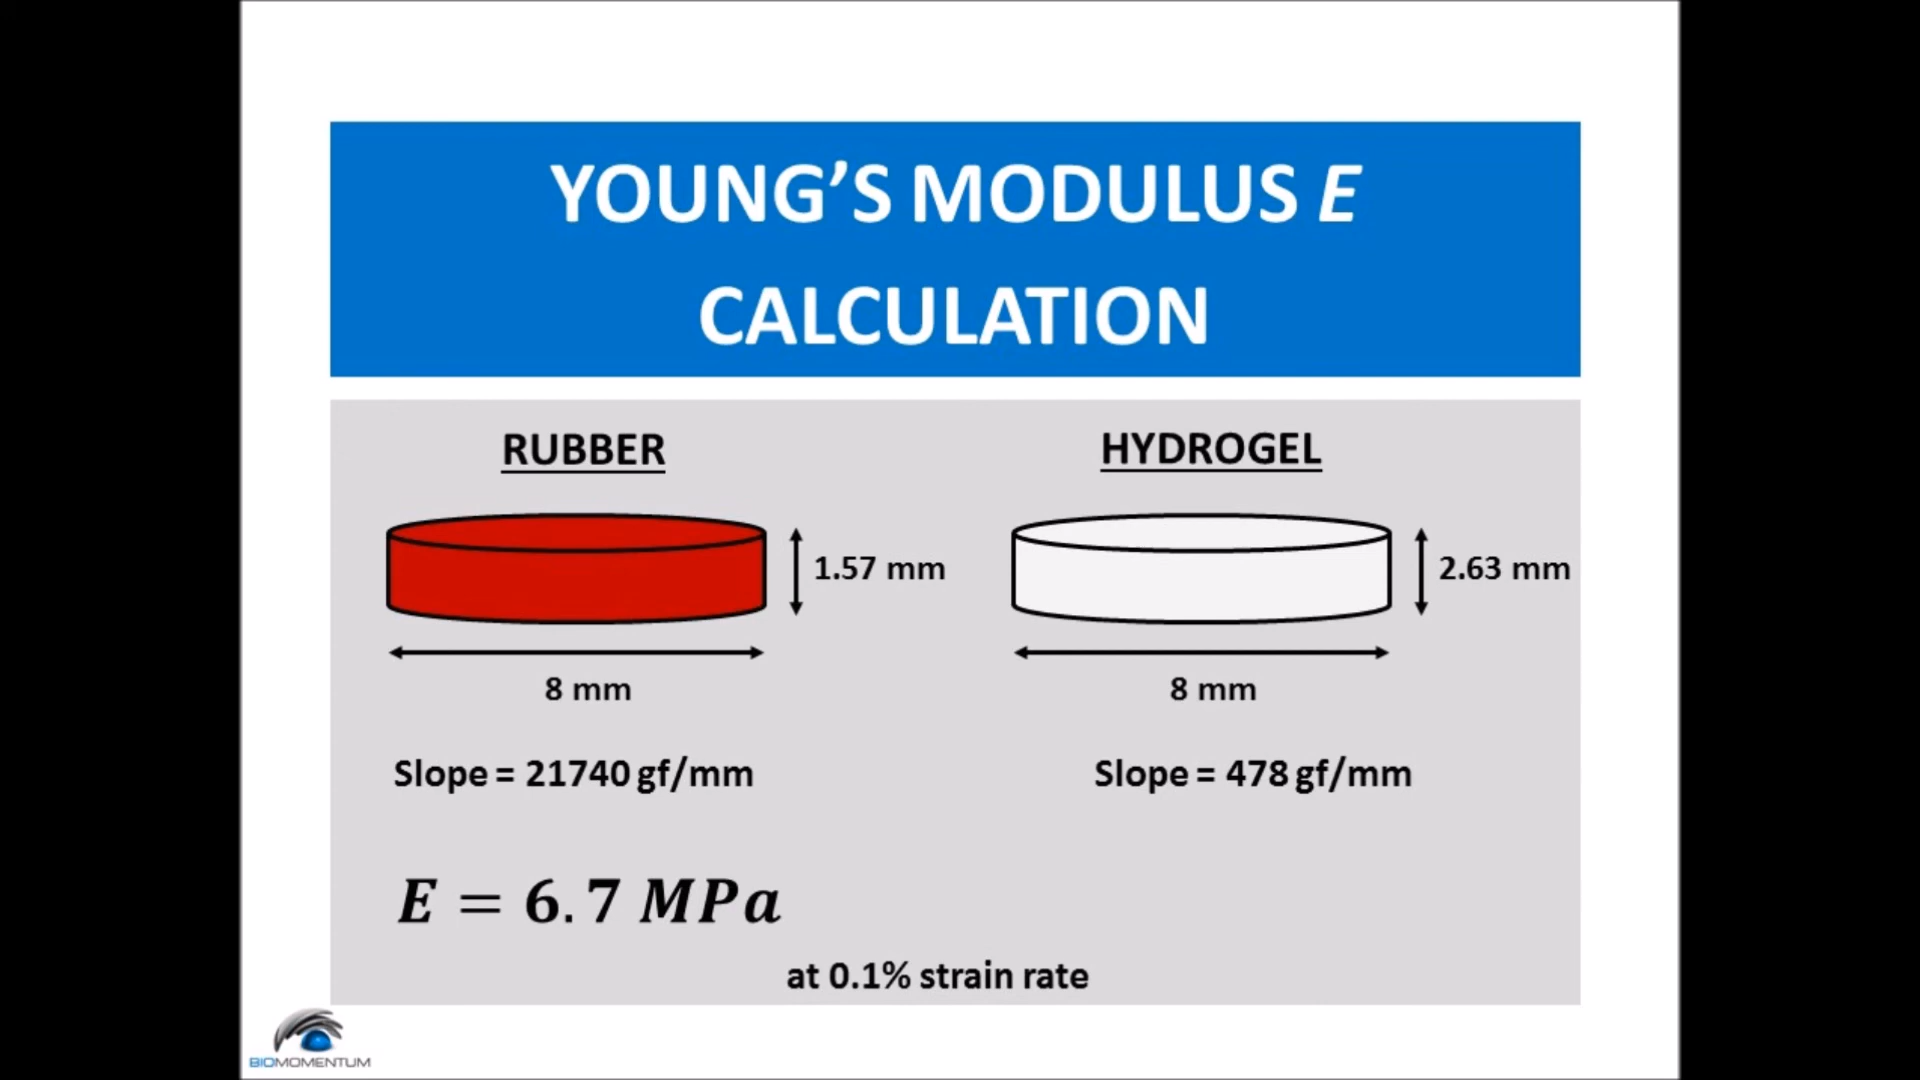 YOUNG’S MODULUS E
CALCULATION
RUBBER
HYDROGEL
1.57 mm
2.63 mm
8 mm
8 mm
Slope = 21740 gf/mm
Slope = 478 gf/mm
E = 6.7 MPa
at 0.1% strain rate
BIOMOMENTUM